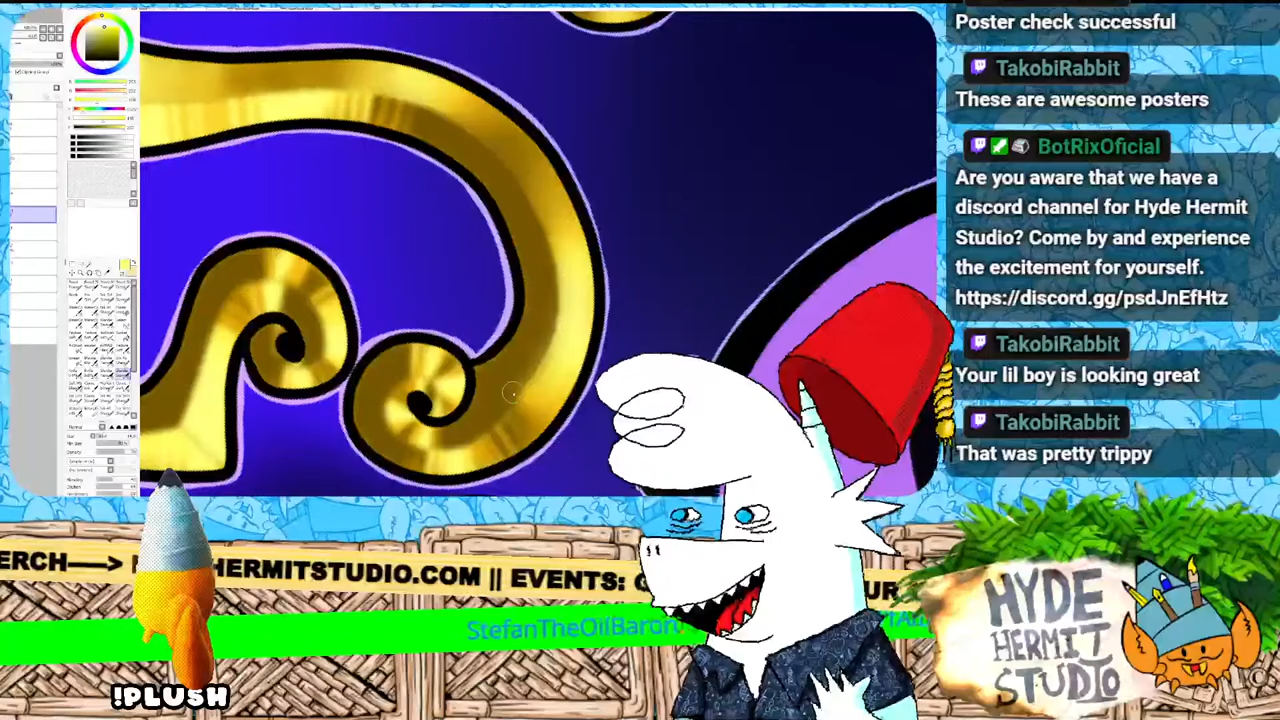 Poster check successful
TakobiRabbit
These are awesome posters
BotRixOficial
Are you aware that we have a
discord channel for Hyde Hermit
Studio? Come by and experience
the excitement for yourself.
https://discord.gg/psdJnEfHtz
TakobiRabbit
Your lil boy is looking great
TakobiRabbit
That was pretty trippy
HERMITSTUDIO.COM || EVENTS:
StefanTheOilBaron
!PLUSH
HYDE
HERMIT
STUDIO